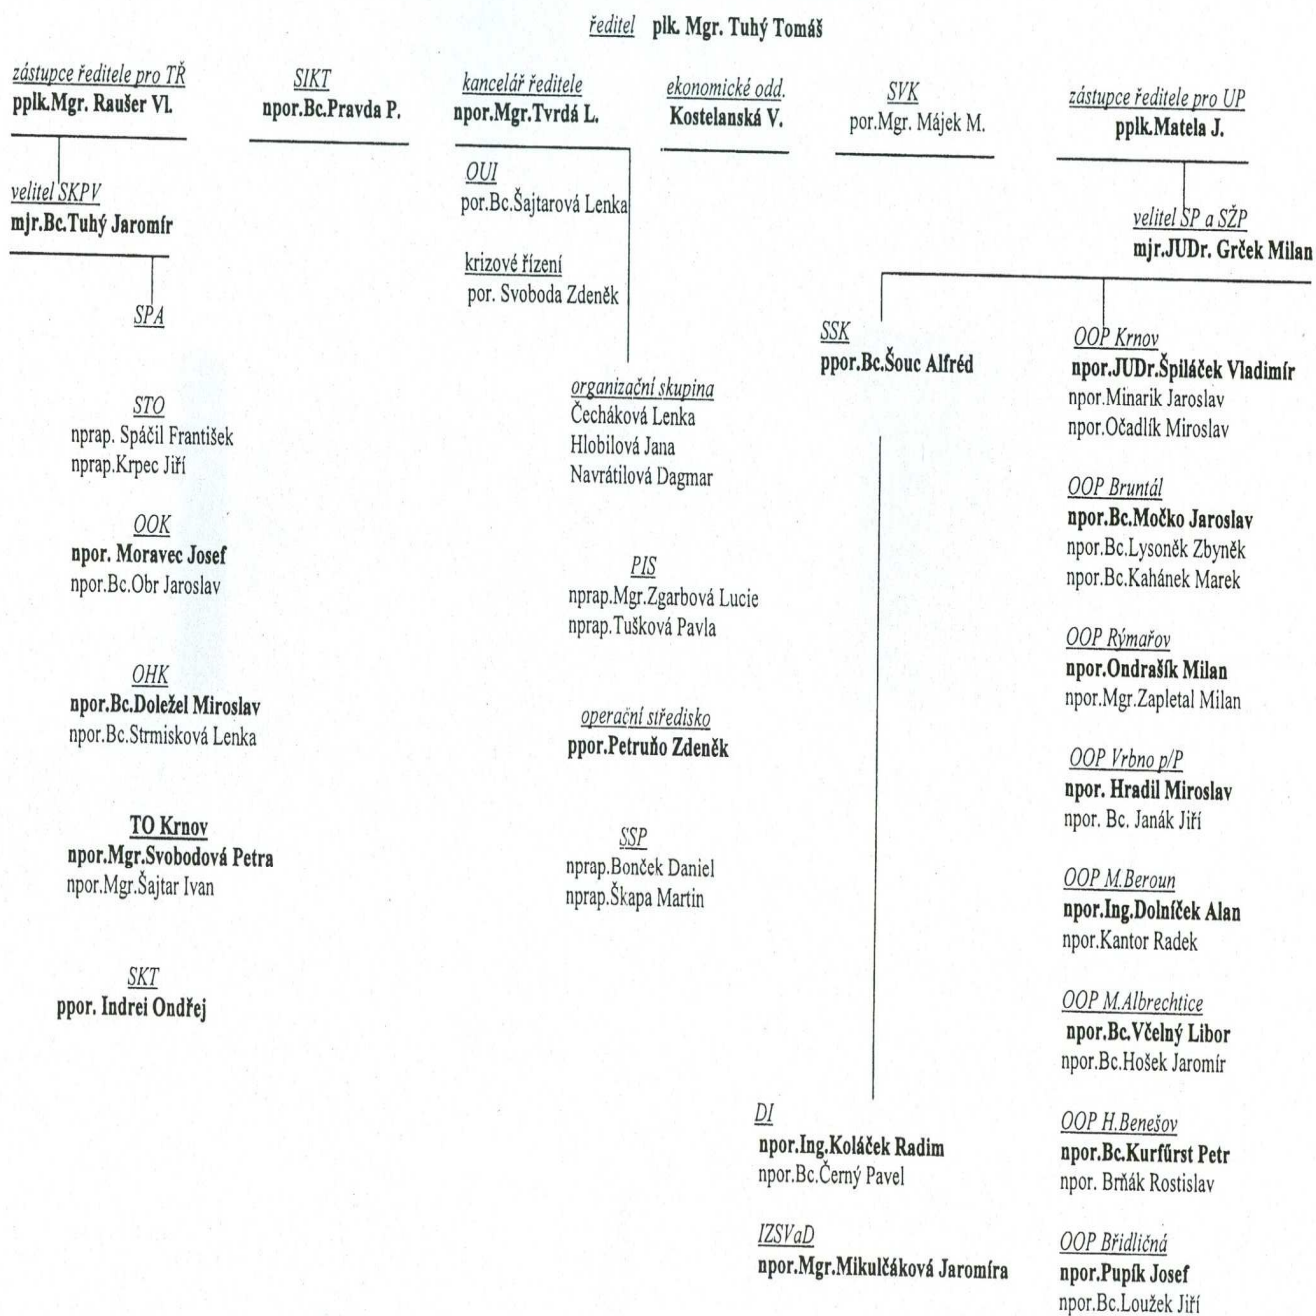 ředitel plk. Mgr. Tuhý Tomáš
zástupce ředitele pro TŘ
pplk.Mgr. Raušer Vl.
velitel SKPV
mjr.Bc.Tuhý Jaromír
SPA
STO
nprap. Spáčil František
nprap.Krpec Jiří
OOK
npor. Moravec Josef
npor.Bc.Obr Jaroslav
OHK
npor.Bc.Doležel Miroslav
npor.Bc.Strmisková Lenka
TO Krnov
npor.Mgr.Svobodová Petra
npor.Mgr.Šajtar Ivan
SKT
ppor. Indrei Ondřej
SIKT
npor.Bc.Pravda P.
kancelář ředitele
npor.Mgr.Tvrdá L.
OUI
por.Bc.Šajtarová Lenka
krizové řízení
por. Svoboda Zdeněk
organizační skupina
Čecháková Lenka
Hlobilová Jana
Navrátilová Dagmar
PIS
nprap.Mgr.Zgarbová Lucie
nprap.Tušková Pavla
operační středisko
ppor.Petruňo Zdeněk
SSP
nprap.Bonček Daniel
nprap.Škapa Martin
ekonomické odd.
Kostelanská V.
SVK
por.Mgr. Májek M.
zástupce ředitele pro UP
pplk.Matela J.
velitel SP a SŽP
mjr.JUDr. Grček Milan
SSK
ppor.Bc.Šouc Alfréd
DI
npor.Ing.Koláček Radim
npor.Bc.Černý Pavel
IZSVaD
npor.Mgr.Mikulčáková Jaromíra
OOP Krnov
npor.JUDr.Špiláček Vladimír
npor.Minarik Jaroslav
npor.Očadlík Miroslav
OOP Bruntál
npor.Bc.Močko Jaroslav
npor.Bc.Lysoněk Zbyněk
npor.Bc.Kahánek Marek
OOP Rýmařov
npor.Ondrašík Milan
npor.Mgr.Zapletal Milan
OOP Vrbno p/P
npor. Hradil Miroslav
npor. Bc. Janák Jiří
OOP M.Beroun
npor.Ing.Dolníček Alan
npor.Kantor Radek
OOP M.Albrechtice
npor.Bc.Včelný Libor
npor.Bc.Hošek Jaromír
OOP H.Benešov
npor.Bc.Kurfűrst Petr
npor. Brňák Rostislav
OOP Břidličná
npor.Pupík Josef
npor.Bc.Loužek Jiří